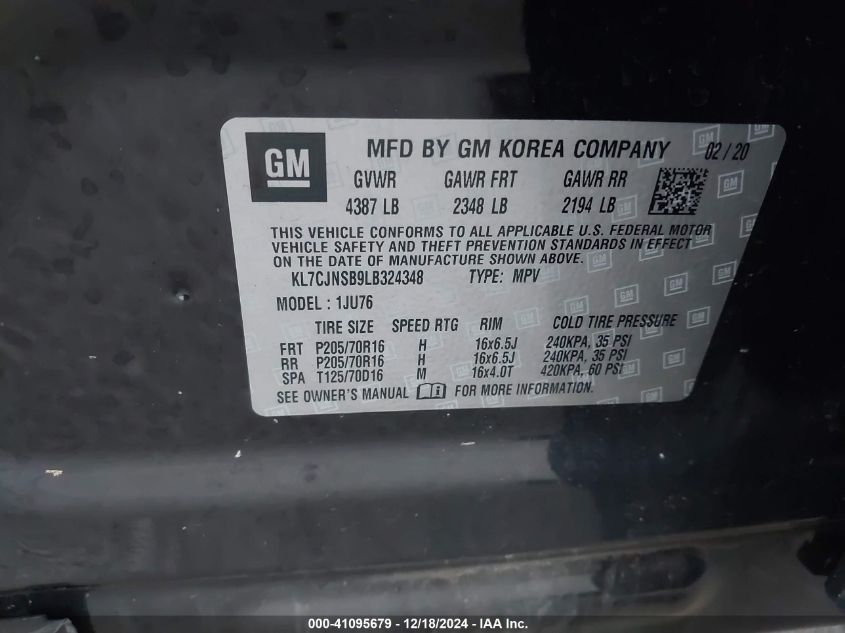 GM MFD BY GM KOREA COMPANY 02/20
GVWR GAWR FRT GAWR RR
4387 LB 2348 LB 2194 LB
THIS VEHICLE CONFORMS TO ALL APPLICABLE U.S. FEDERAL MOTOR
VEHICLE SAFETY AND THEFT PREVENTION STANDARDS IN EFFECT
ON THE DATE OF MANUFACTURE SHOWN ABOVE.
KL7CJNSB9LB324348 TYPE: MPV
MODEL : 1JU76
TIRE SIZE SPEED RTG RIM COLD TIRE PRESSURE
FRT P205/70R16 H 16x6.5J 240KPA, 35 PSI
RR P205/70R16 H 16x6.5J 240KPA, 35 PSI
SPA T125/70D16 M 16x4.0T 420KPA, 60 PSI
SEE OWNER'S MANUAL FOR MORE INFORMATION.
000-41095679 - 12/18/2024 - IAA Inc.